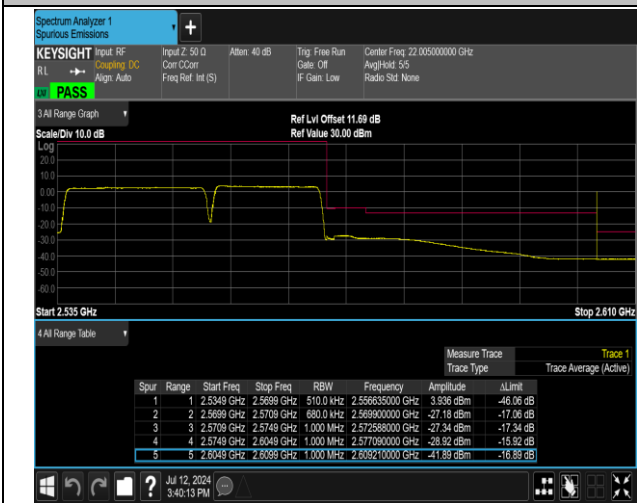 Spectrum Analyzer 1
Spurious Emissions
+
KEYSIGHT Input: RF Input Z: 50 Ω Atten: 40 dB Trig: Free Run Center Freq: 22.005000000 GHz
Coupling: DC Corr CCorr Gate: Off Avg|Hold: 5/5
RL Align: Auto Freq Ref: Int (S) IF Gain: Low Radio Std: None
PASS
3 All Range Graph
Ref Lvl Offset 11.69 dB
Scale/Div 10.0 dB Ref Value 30.00 dBm
Log
20.0
10.0
0.00
-10.0
-20.0
-30.0
-40.0
-50.0
-60.0
Start 2.535 GHz Stop 2.610 GHz
4 All Range Table
Measure Trace Trace 1
Trace Type Trace Average (Active)
Spur Range Start Freq Stop Freq RBW Frequency Amplitude ΔLimit
1 1 2.5349 GHz 2.5699 GHz 510.0 kHz 2.556635000 GHz 3.936 dBm -46.06 dB
2 2 2.5699 GHz 2.5709 GHz 680.0 kHz 2.569900000 GHz -27.18 dBm -17.06 dB
3 3 2.5709 GHz 2.5749 GHz 1.000 MHz 2.572588000 GHz -27.34 dBm -17.34 dB
4 4 2.5749 GHz 2.6049 GHz 1.000 MHz 2.577090000 GHz -28.92 dBm -15.92 dB
5 5 2.6049 GHz 2.6099 GHz 1.000 MHz 2.609210000 GHz -41.89 dBm -16.89 dB
? Jul 12, 2024
3:40:13 PM